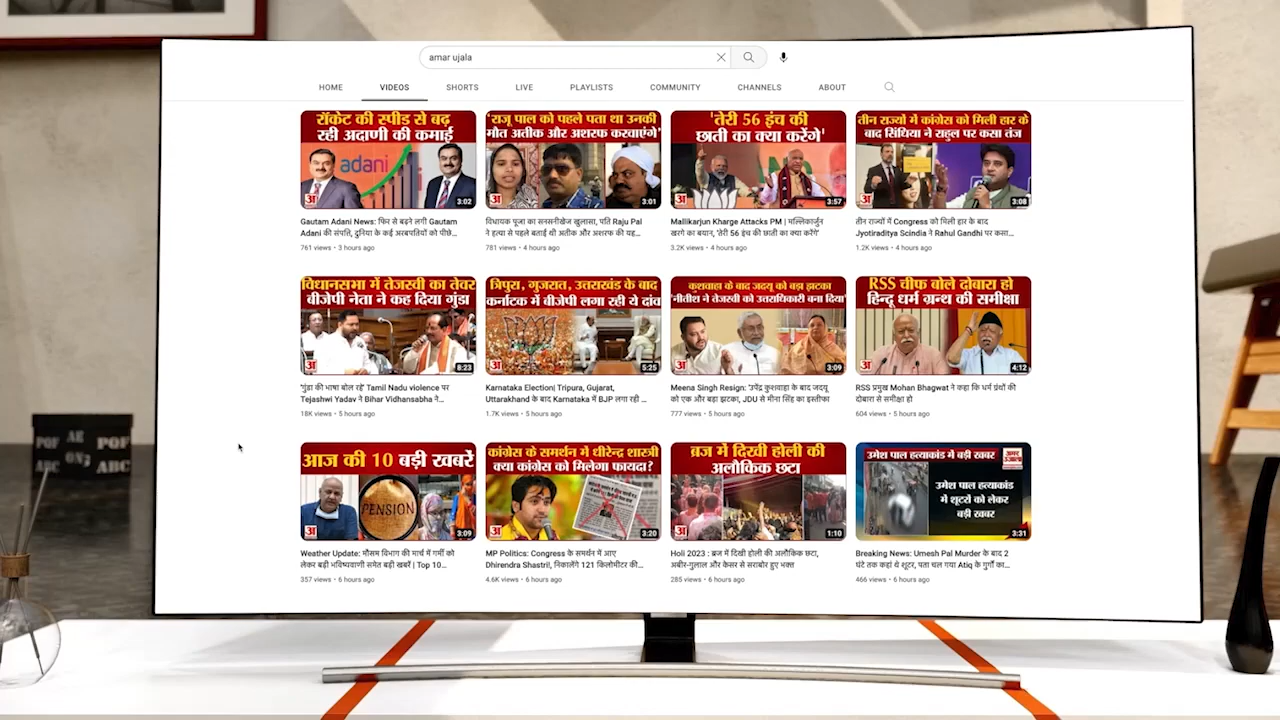 amar ujala
HOME VIDEOS SHORTS LIVE PLAYLISTS COMMUNITY CHANNELS ABOUT
रॉकेट की स्पीड से बढ़
रही अदाणी की कमाई
adani
3:02
Gautam Adani News: फिर से बढ़ने लगी Gautam
Adani की संपत्ति, दुनिया के कई अरबपतियों को पीछे...
761 views • 3 hours ago
'राजू पाल को पहले पता था उनकी
मौत अतीक और अशरफ करवाएंगे'
3:01
विधायक पूजा का सनसनीखेज खुलासा, पति Raju Pal
ने हत्या से पहले बताई थी अतीक और अशरफ की यह...
781 views • 4 hours ago
'तेरी 56 इंच की
छाती का क्या करेंगे'
3:57
Mallikarjun Kharge Attacks PM | मल्लिकार्जुन
खरगे का बयान, 'तेरी 56 इंच की छाती का क्या करेंगे'
3.2K views • 4 hours ago
तीन राज्यों में कांग्रेस को मिली हार के
बाद सिंधिया ने राहुल पर कसा तंज
3:08
तीन राज्यों में Congress को मिली हार के बाद
Jyotiraditya Scindia ने Rahul Gandhi पर कसा...
1.2K views • 4 hours ago
विधानसभा में तेजस्वी का तेवर
बीजेपी नेता ने कह दिया गुंडा
8:23
'गुंडा की भाषा बोल रहे' Tamil Nadu violence पर
Tejashwi Yadav ने Bihar Vidhansabha ने...
18K views • 5 hours ago
त्रिपुरा, गुजरात, उत्तराखंड के बाद
कर्नाटक में बीजेपी लगा रही ये दांव
5:25
Karnataka Election| Tripura, Gujarat,
Uttarakhand के बाद Karnataka में BJP लगा रही ...
1.7K views • 5 hours ago
कुशवाहा के बाद जदयू को बड़ा झटका
'नीतीश ने तेजस्वी को उत्तराधिकारी बना दिया'
3:09
Meena Singh Resign: 'उपेंद्र कुशवाहा के बाद जदयू
को एक और बड़ा झटका, JDU से मीना सिंह का इस्तीफा
777 views • 5 hours ago
RSS चीफ बोले दोबारा हो
हिन्दू धर्म ग्रन्थ की समीक्षा
4:12
RSS प्रमुख Mohan Bhagwat ने कहा कि धर्म ग्रंथों की
दोबारा से समीक्षा हो
604 views • 5 hours ago
आज की 10 बड़ी खबरें
PENSION
3:09
Weather Update: मौसम विभाग की मार्च में गर्मी को
लेकर बड़ी भविष्यवाणी समेत बड़ी खबरें | Top 10...
357 views • 6 hours ago
कांग्रेस के समर्थन में धीरेन्द्र शास्त्री
क्या कांग्रेस को मिलेगा फायदा?
3:20
MP Politics: Congress के समर्थन में आए
Dhirendra Shastri!, निकालेंगे 121 किलोमीटर की...
4.6K views • 6 hours ago
ब्रज में दिखी होली की
अलौकिक छटा
1:10
Holi 2023 : ब्रज में दिखी होली की अलौकिक छटा,
अबीर-गुलाल और केसर से सराबोर हुए भक्त
285 views • 6 hours ago
उमेश पाल हत्याकांड में बड़ी खबर
अमर उजाला
उमेश पाल हत्याकांड
में शूटरों को लेकर
बड़ी खबर
3:31
Breaking News: Umesh Pal Murder के बाद 2
घंटे तक कहां थे शूटर, पता चल गया Atiq के गुर्गों का...
466 views • 6 hours ago